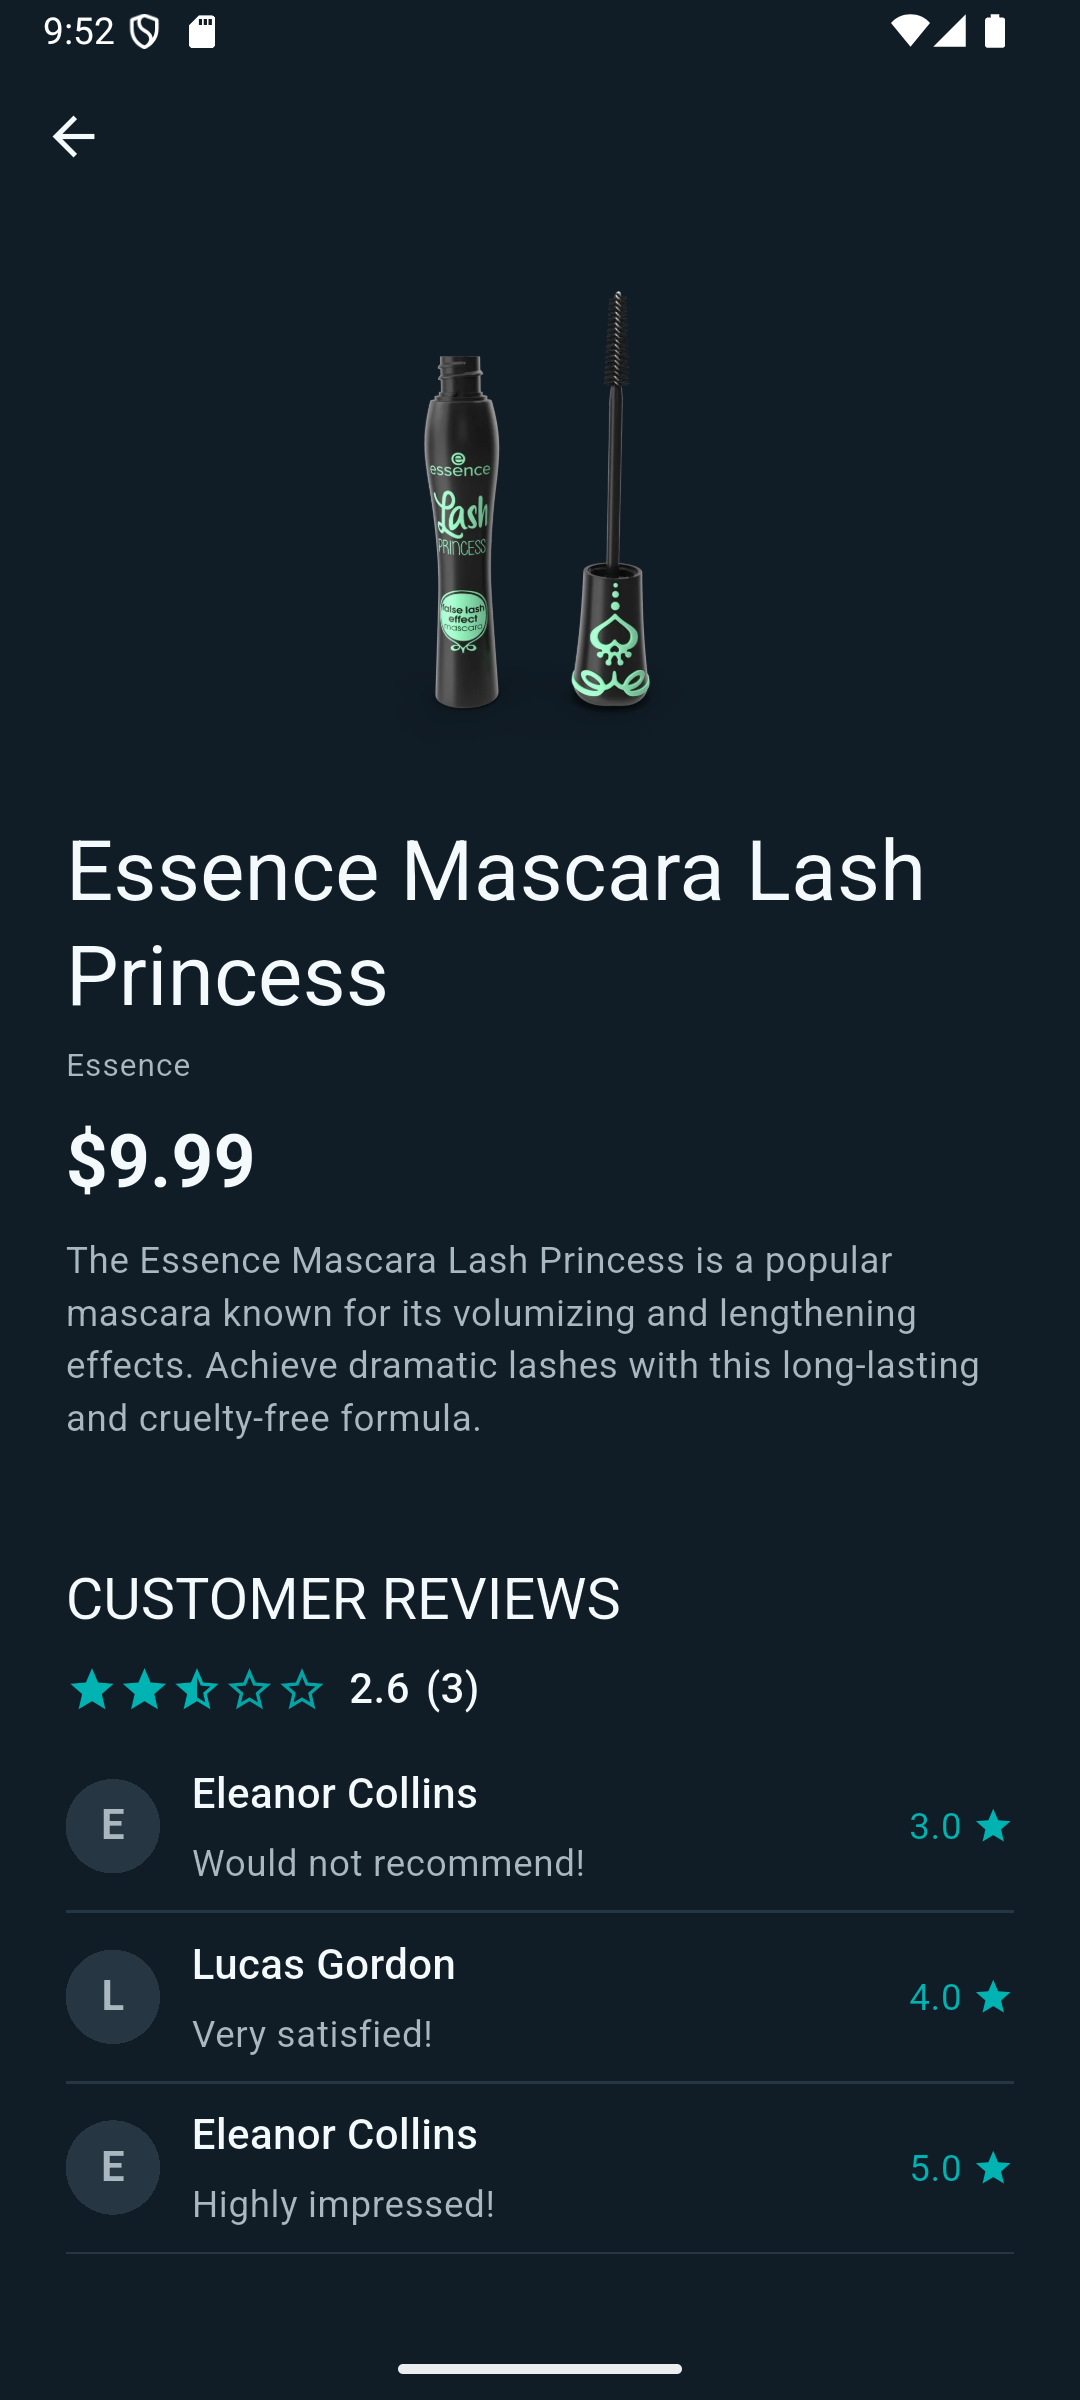 9:52
essence
Lash
PRINCESS
false lash
effect
mascara
Essence Mascara Lash
Princess
Essence
$9.99
The Essence Mascara Lash Princess is a popular
mascara known for its volumizing and lengthening
effects. Achieve dramatic lashes with this long-lasting
and cruelty-free formula.
CUSTOMER REVIEWS
2.6 (3)
E
Eleanor Collins
Would not recommend!
3.0
L
Lucas Gordon
Very satisfied!
4.0
E
Eleanor Collins
Highly impressed!
5.0